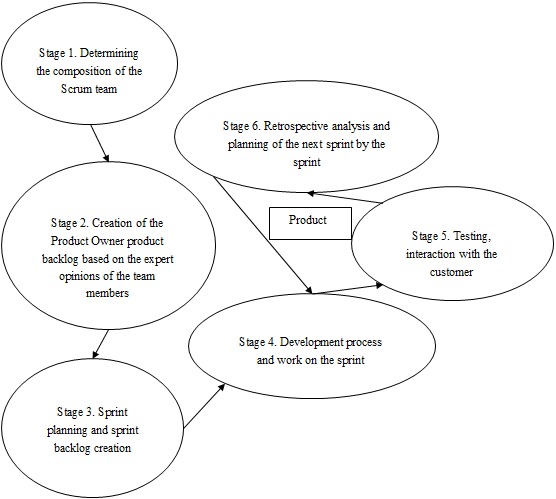 Stage 1. Determining
the composition of the
Scrum team
Stage 6. Retrospective analysis and
planning of the next sprint by the
sprint
Stage 2. Creation of the
Product Owner product
backlog based on the expert
opinions of the team
members
Product
Stage 5. Testing,
interaction with the
customer
Stage 4. Development process
and work on the sprint
Stage 3. Sprint
planning and sprint
backlog creation